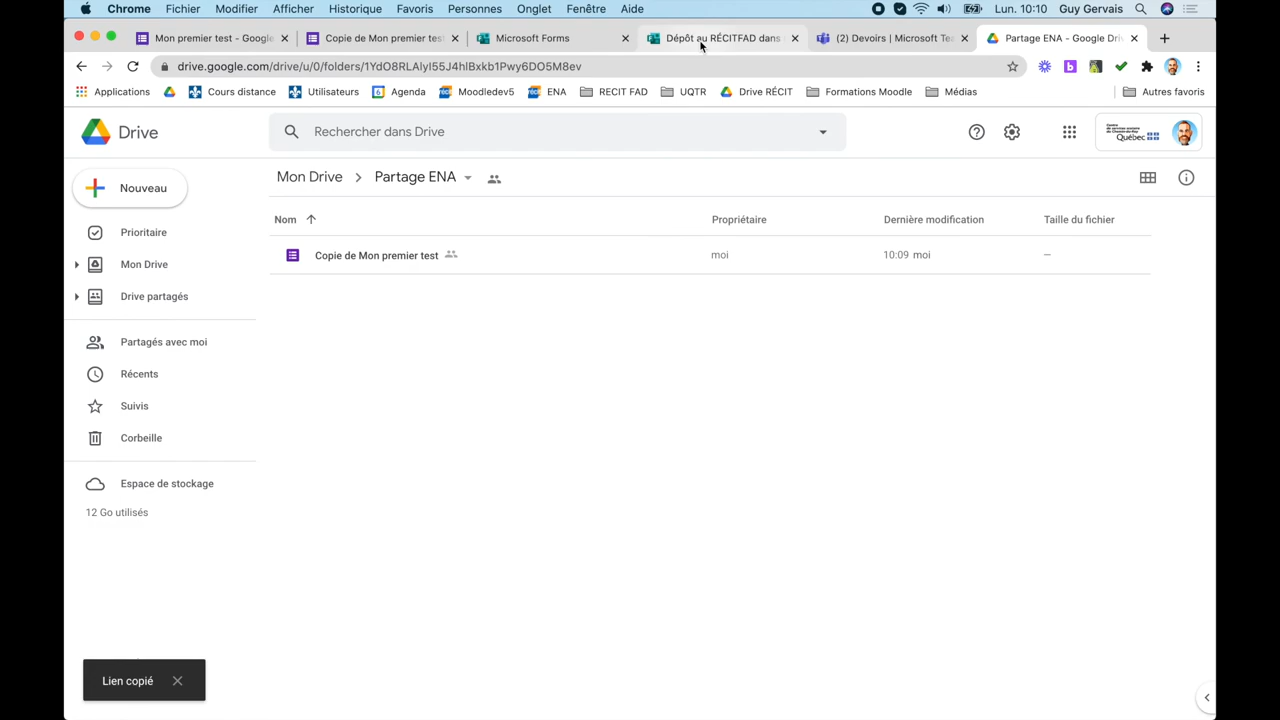 Chrome Fichier Modifier Afficher Historique Favoris Personnes Onglet Fenêtre Aide Lun. 10:10 Guy Gervais
Mon premier test - Google Copie de Mon premier test Microsoft Forms Dépôt au RÉCITFAD dans (2) Devoirs | Microsoft Tea Partage ENA - Google Driv
drive.google.com/drive/u/0/folders/1YdO8RLAlyI55J4hlBxkb1Pwy6DO5M8ev
Applications Cours distance Utilisateurs Agenda Moodledev5 ENA RECIT FAD UQTR Drive RÉCIT Formations Moodle Médias Autres favoris
Drive Rechercher dans Drive Québec
Nouveau
Mon Drive Partage ENA
Nom Propriétaire Dernière modification Taille du fichier
Copie de Mon premier test moi 10:09 moi —
Prioritaire
Mon Drive
Drive partagés
Partagés avec moi
Récents
Suivis
Corbeille
Espace de stockage
12 Go utilisés
Lien copié